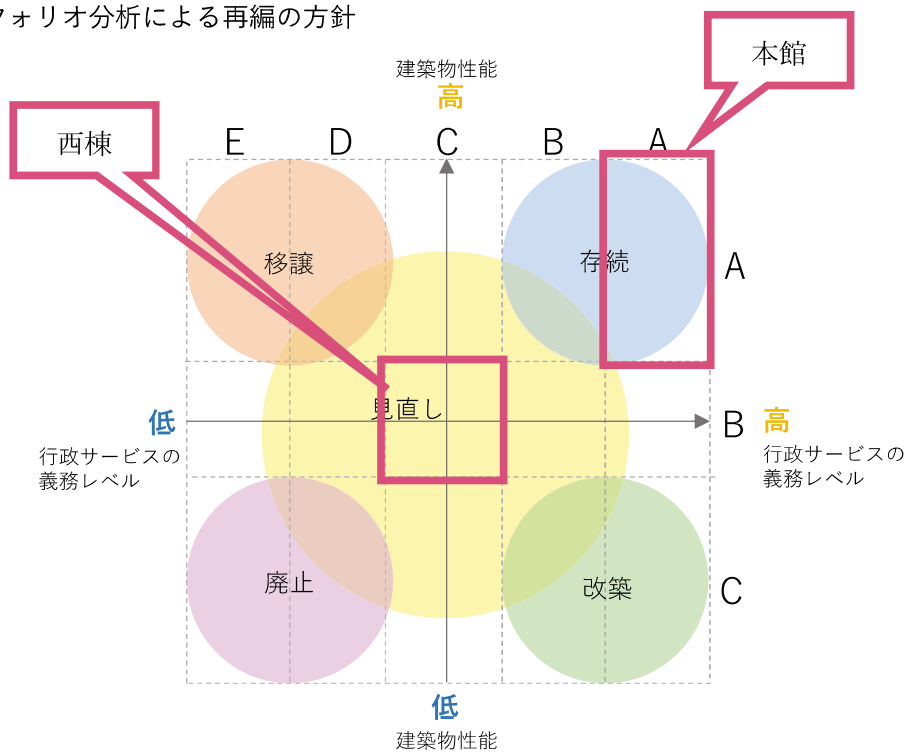 フォリオ分析による再編の方針
本館
建築物性能
高
西棟
E D C B A
移譲
存続
A
見直し
低
B
高
行政サービスの
義務レベル
行政サービスの
義務レベル
廃止
改築
C
低
建築物性能